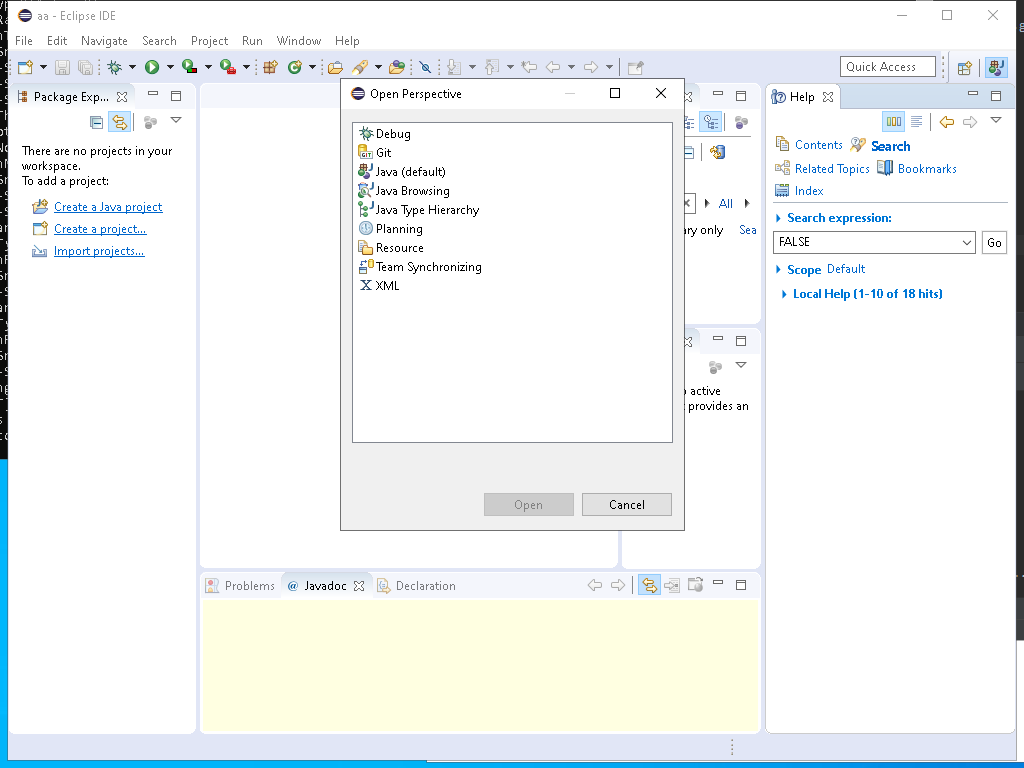 aa - Eclipse IDE
File Edit Navigate Search Project Run Window Help
Quick Access
Package Exp...
There are no projects in your
workspace.
To add a project:
Create a Java project
Create a project...
Import projects...
Open Perspective
Debug
Git
Java (default)
Java Browsing
Java Type Hierarchy
Planning
Resource
Team Synchronizing
XML
Open Cancel
All
ry only Sea
active
provides an
Help
Contents Search
Related Topics Bookmarks
Index
Search expression:
FALSE Go
Scope Default
Local Help (1-10 of 18 hits)
Problems @ Javadoc Declaration